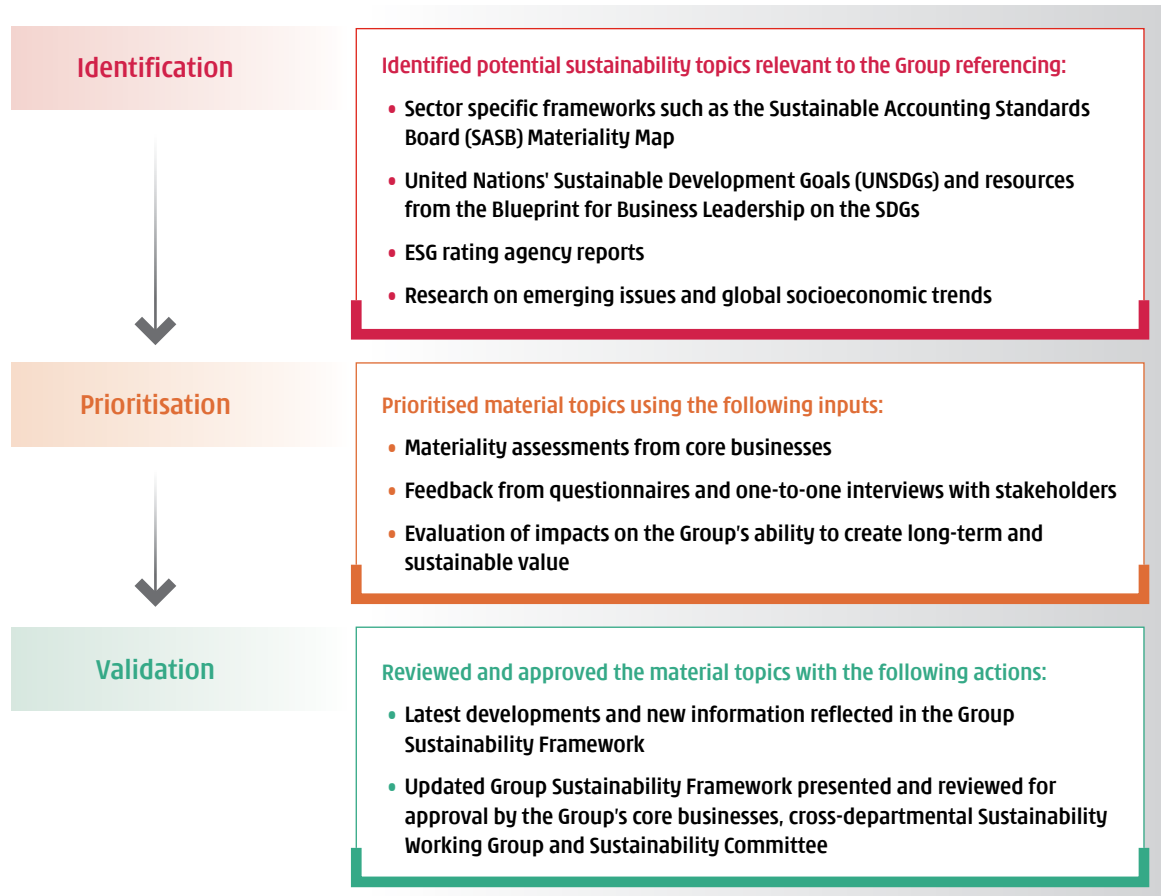 Identification
Identified potential sustainability topics relevant to the Group referencing:
• Sector specific frameworks such as the Sustainable Accounting Standards
Board (SASB) Materiality Map
• United Nations' Sustainable Development Goals (UNSDGs) and resources
from the Blueprint for Business Leadership on the SDGs
• ESG rating agency reports
• Research on emerging issues and global socioeconomic trends
Prioritisation
Prioritised material topics using the following inputs:
• Materiality assessments from core businesses
• Feedback from questionnaires and one-to-one interviews with stakeholders
• Evaluation of impacts on the Group's ability to create long-term and
sustainable value
Validation
Reviewed and approved the material topics with the following actions:
• Latest developments and new information reflected in the Group
Sustainability Framework
• Updated Group Sustainability Framework presented and reviewed for
approval by the Group's core businesses, cross-departmental Sustainability
Working Group and Sustainability Committee